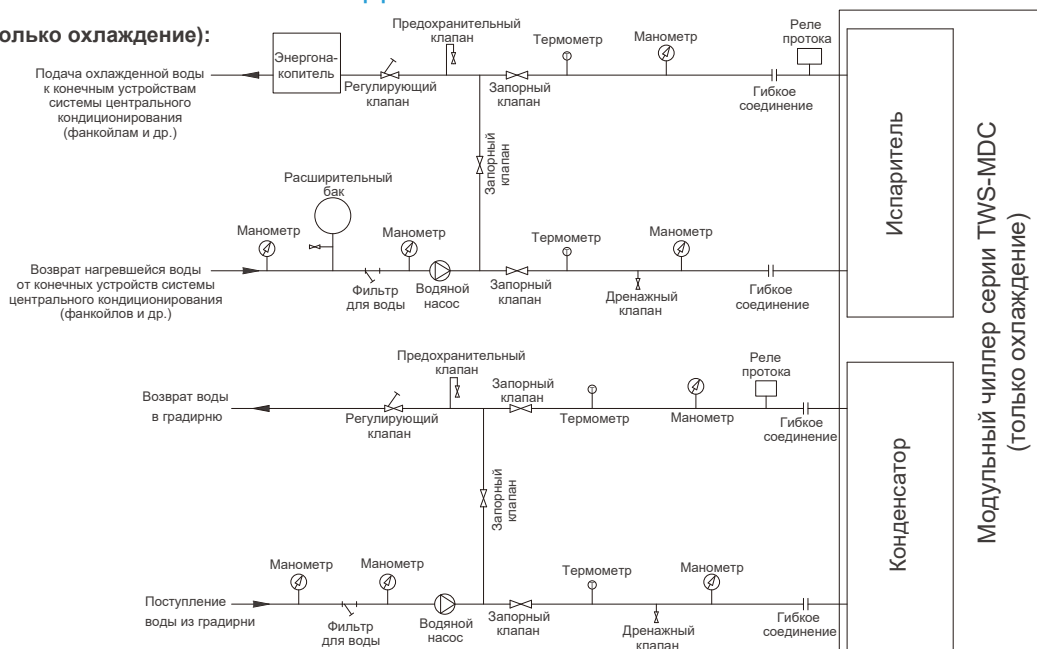 олько охлаждение):
Предохранительный
клапан
Термометр
Манометр
Реле
протока
Энергона-
копитель
Подача охлажденной воды
к конечным устройствам
системы центрального
кондиционирования
(фанкойлам и др.)
Регулирующий
клапан
Запорный
клапан
Гибкое
соединение
Испаритель
Модульный чиллер серии TWS-MDC
(только охлаждение)
Запорный
клапан
Расширительный
бак
Манометр
Манометр
Термометр
Манометр
Возврат нагревшейся воды
от конечных устройств системы
центрального кондиционирования
(фанкойлов и др.)
Фильтр
для воды
Водяной
насос
Запорный
клапан
Дренажный
клапан
Гибкое
соединение
Предохранительный
клапан
Запорный
клапан
Реле
протока
Возврат воды
в градирню
Регулирующий
клапан
Термометр
Манометр
Гибкое
соединение
Запорный
клапан
Конденсатор
Манометр
Манометр
Термометр
Манометр
Поступление
воды из градирни
Фильтр
для воды
Водяной
насос
Запорный
клапан
Дренажный
клапан
Гибкое
соединение